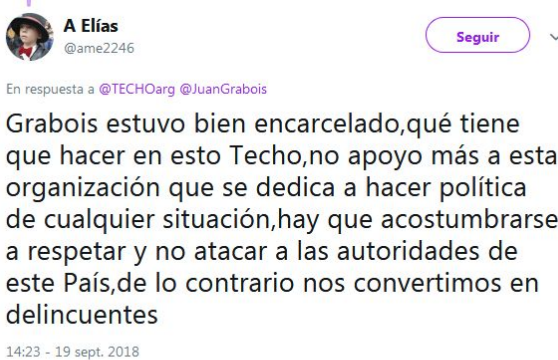 A Elías
@ame2246
Seguir
En respuesta a @TECHOarg @JuanGrabois
Grabois estuvo bien encarcelado,qué tiene
que hacer en esto Techo,no apoyo más a esta
organización que se dedica a hacer política
de cualquier situación,hay que acostumbrarse
a respetar y no atacar a las autoridades de
este País,de lo contrario nos convertimos en
delincuentes
14:23 - 19 sept. 2018